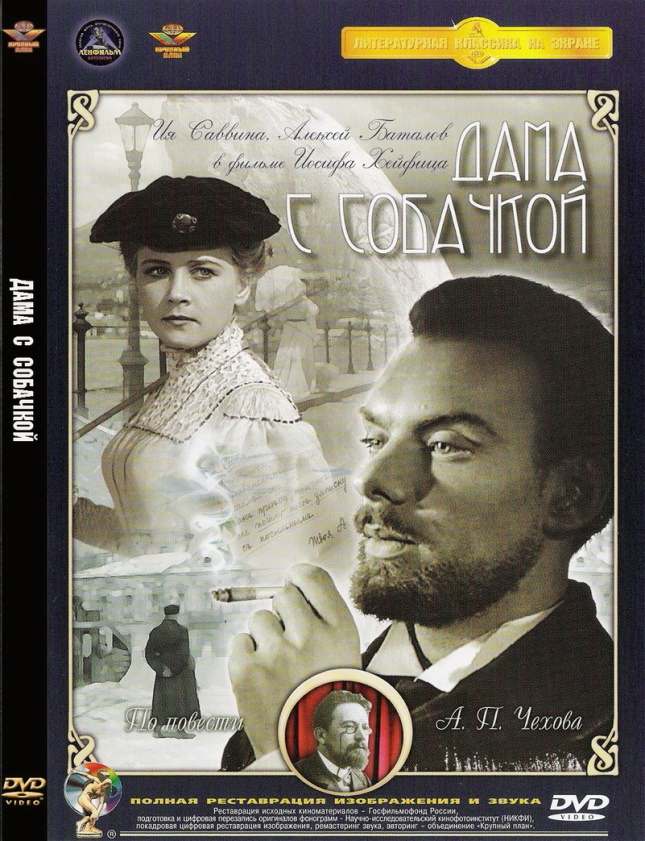 КРУПНЫЙ ПЛАН
ЛЕНФИЛЬМ
КРУПНЫЙ ПЛАН
ЛИТЕРАТУРНАЯ КЛАССИКА НА ЭКРАНЕ
Ия Саввина, Алексей Баталов
в фильме Иосифа Хейфица
ДАМА
С СОБАЧКОЙ
ДАМА С СОБАЧКОЙ
Твоя, А
По повести
А. П. Чехова
DVD
VIDEO
ПОЛНАЯ РЕСТАВРАЦИЯ ИЗОБРАЖЕНИЯ И ЗВУКА
Реставрация исходных киноматериалов – Госфильмофонд России,
подготовка и цифровая перезапись оригиналов фонограмм - Научно-исследовательский кинофотоинститут (НИКФИ),
покадровая цифровая реставрация изображения, ремастеринг звука, авторинг – объединение «Крупный план».
DVD
VIDEO
®